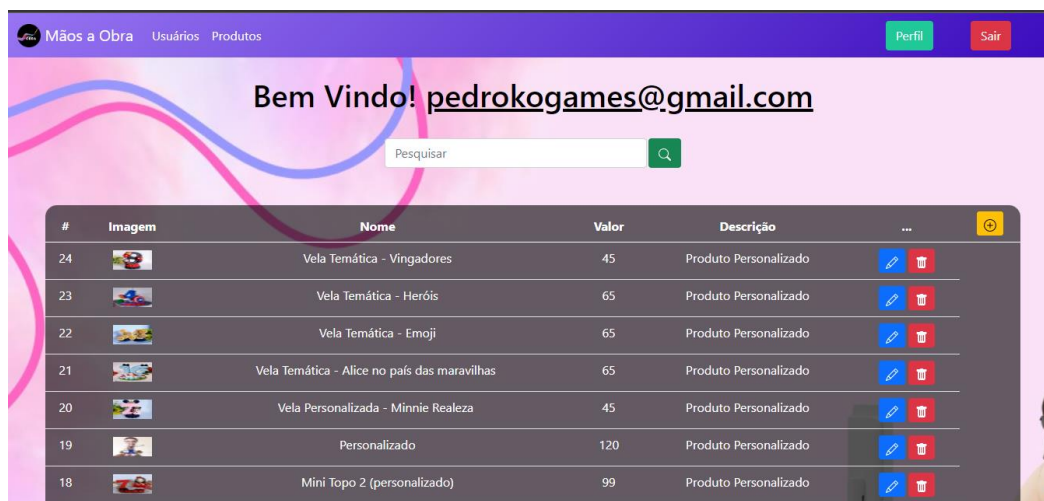 Mãos a Obra Usuários Produtos Perfil Sair
Bem Vindo! pedrokogames@gmail.com
Pesquisar
# Imagem Nome Valor Descrição ...
24 Vela Temática - Vingadores 45 Produto Personalizado
23 Vela Temática - Heróis 65 Produto Personalizado
22 Vela Temática - Emoji 65 Produto Personalizado
21 Vela Temática - Alice no país das maravilhas 65 Produto Personalizado
20 Vela Personalizada - Minnie Realeza 45 Produto Personalizado
19 Personalizado 120 Produto Personalizado
18 Mini Topo 2 (personalizado) 99 Produto Personalizado